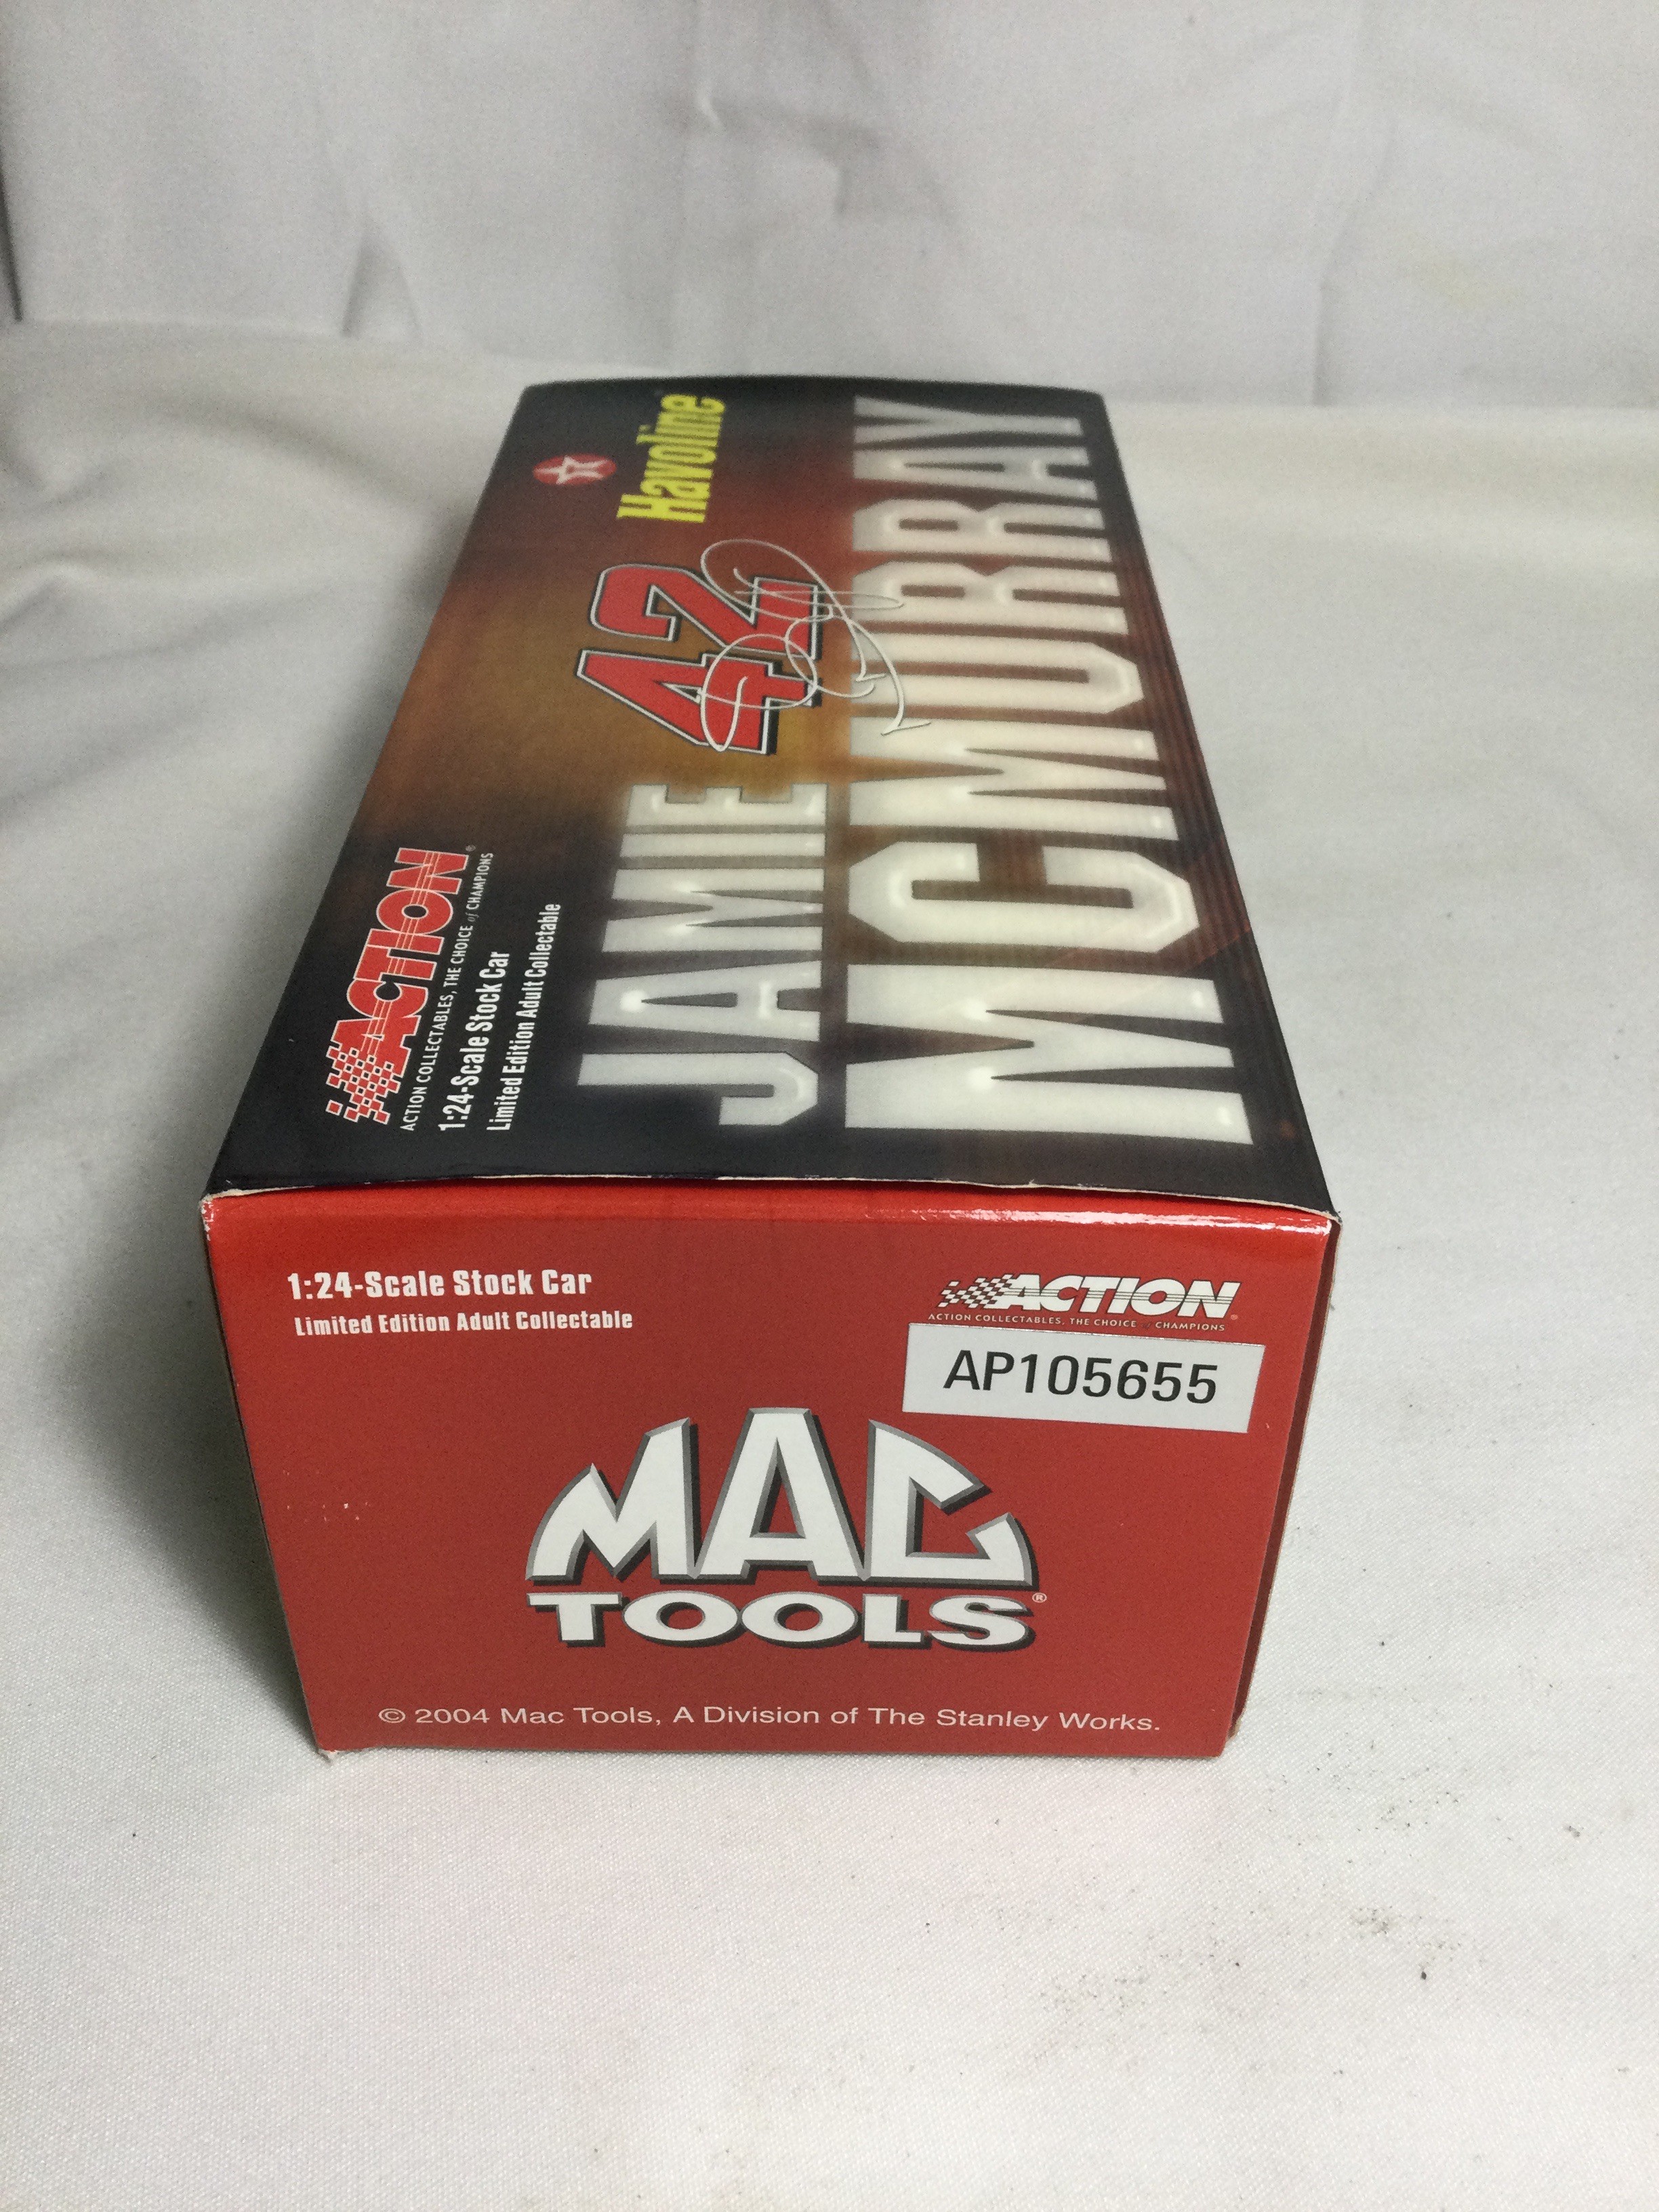 ACTION®
ACTION COLLECTABLES, THE CHOICE of CHAMPIONS
1:24-Scale Stock Car
Limited Edition Adult Collectable
JAMIE 42 Havoline
MCMURRAY
1:24-Scale Stock Car
Limited Edition Adult Collectable
ACTION®
ACTION COLLECTABLES, THE CHOICE of CHAMPIONS
AP105655
MAC
TOOLS®
© 2004 Mac Tools, A Division of The Stanley Works.